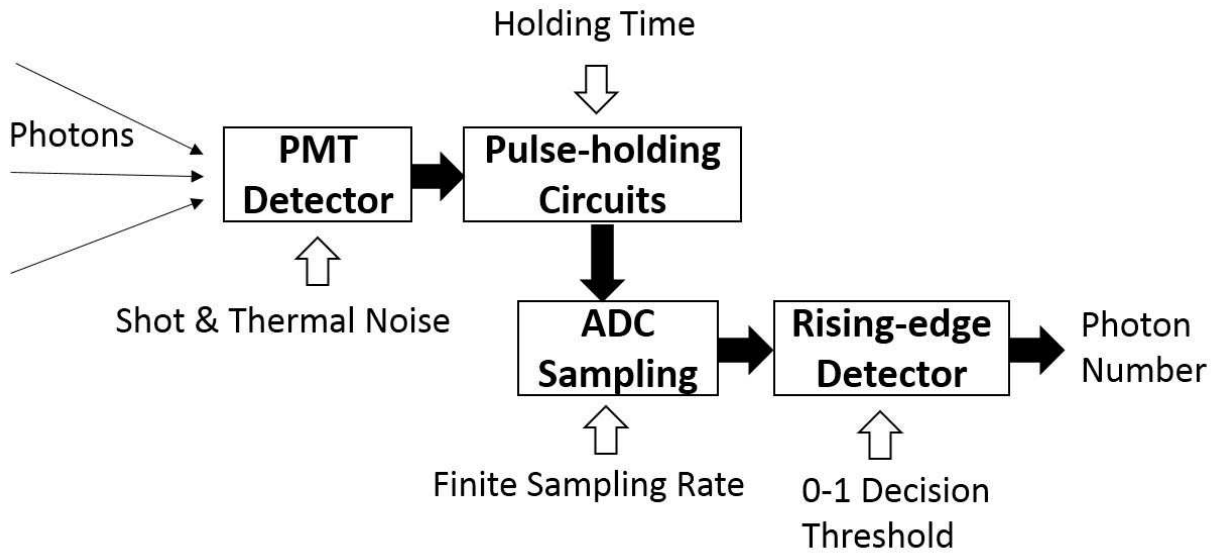 Holding Time
Photons
PMT
Detector
Pulse-holding
Circuits
Shot & Thermal Noise
ADC
Sampling
Rising-edge
Detector
Photon
Number
Finite Sampling Rate
0-1 Decision
Threshold